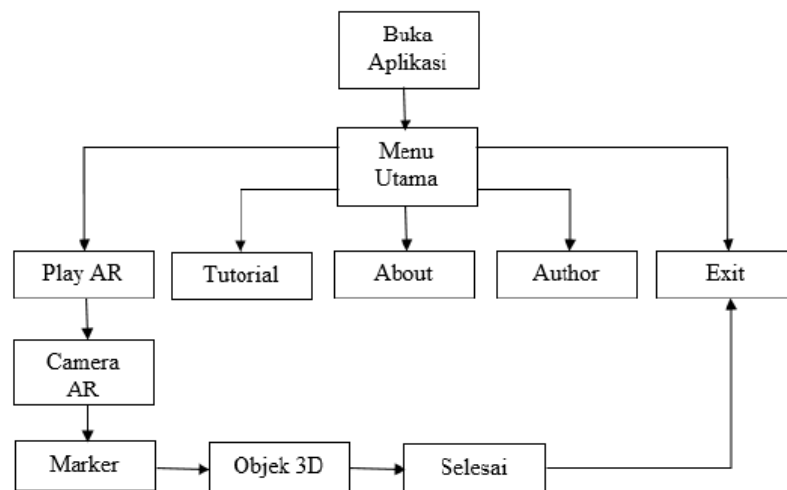 Buka
Aplikasi
Menu
Utama
Play AR
Tutorial
About
Author
Exit
Camera
AR
Marker
Objek 3D
Selesai